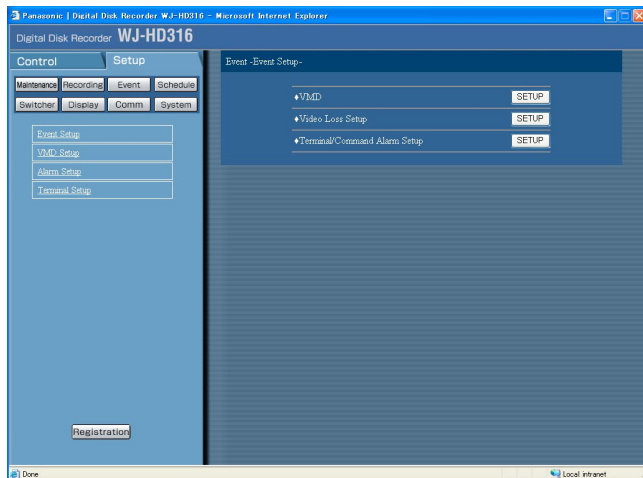 Panasonic | Digital Disk Recorder WJ-HD316 - Microsoft Internet Explorer
Digital Disk Recorder WJ-HD316
Control Setup
Maintenance Recording Event Schedule
Switcher Display Comm System
Event Setup
VMD Setup
Alarm Setup
Terminal Setup
Registration
Event -Event Setup-
♦VMD SETUP
♦Video Loss Setup SETUP
♦Terminal/Command Alarm Setup SETUP
Done Local intranet